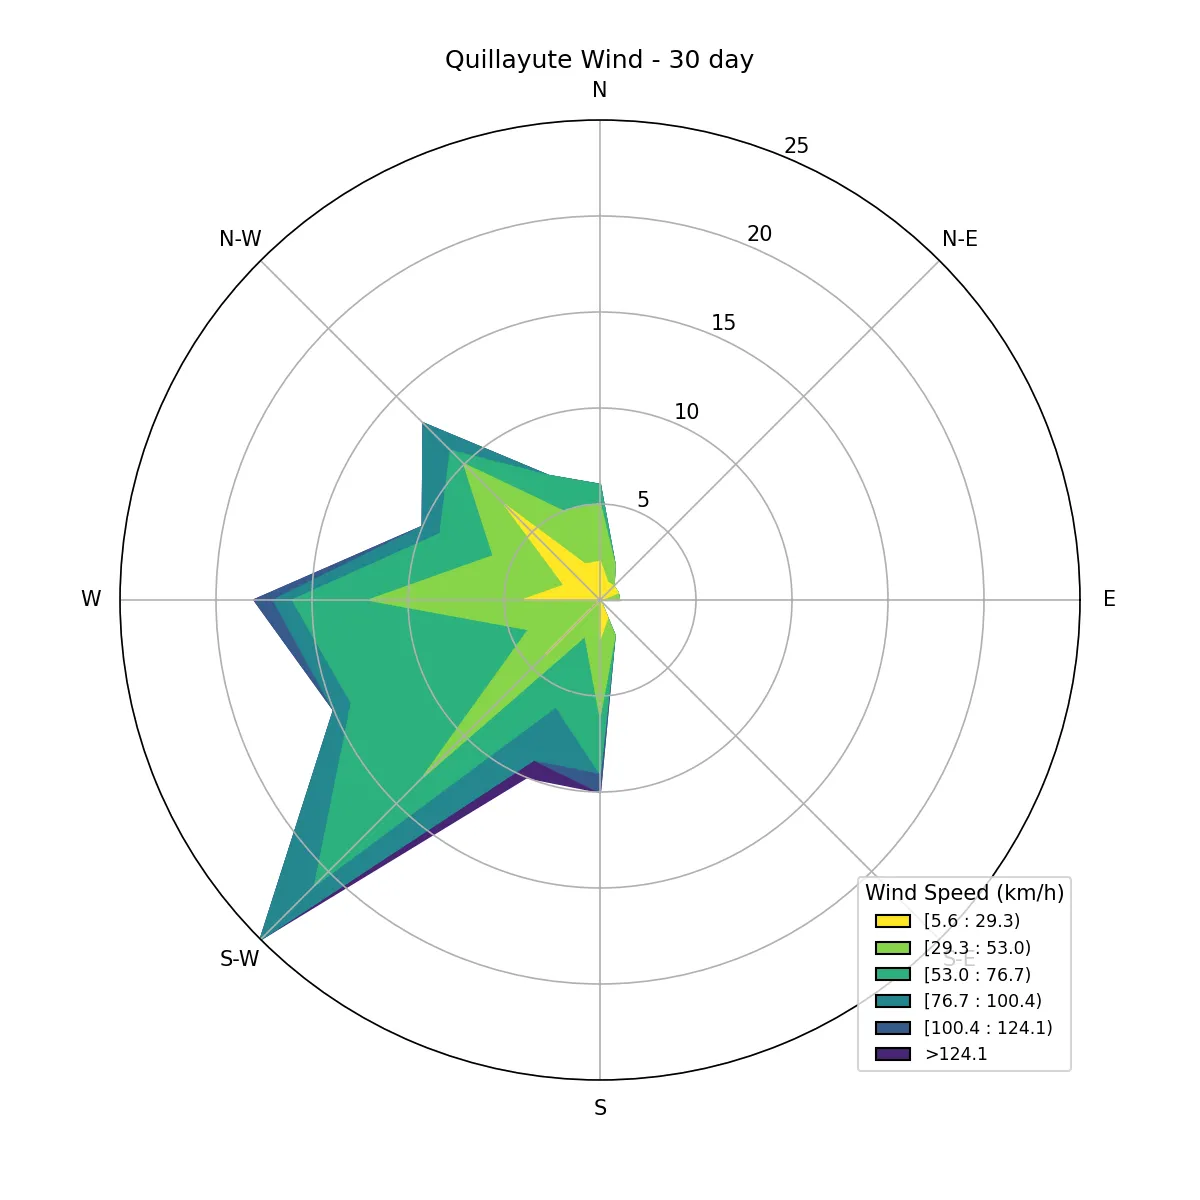 Quillayute Wind - 30 day
N
25
N-W
20
N-E
15
10
5
W
E
Wind Speed (km/h)
[5.6 : 29.3)
[29.3 : 53.0)
S-W
S-E
[53.0 : 76.7)
[76.7 : 100.4)
[100.4 : 124.1)
>124.1
S